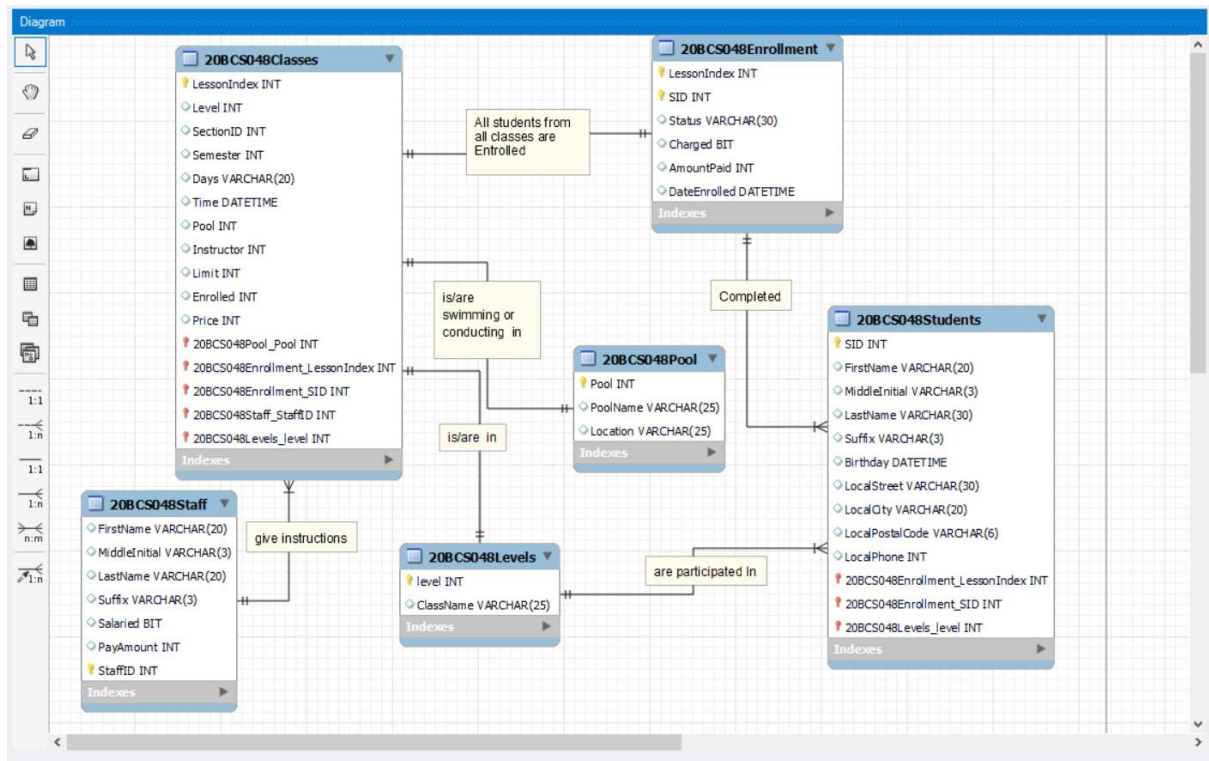 Diagram
1:1
1:n
1:1
1:n
n:m
1:n
20BCS048Classes
LessonIndex INT
Level INT
SectionID INT
Semester INT
Days VARCHAR(20)
Time DATETIME
Pool INT
Instructor INT
Limit INT
Enrolled INT
Price INT
20BCS048Pool_Pool INT
20BCS048Enrollment_LessonIndex INT
20BCS048Enrollment_SID INT
20BCS048Staff_StaffID INT
20BCS048Levels_level INT
Indexes
All students from
all classes are
Entrolled
20BCS048Enrollment
LessonIndex INT
SID INT
Status VARCHAR(30)
Charged BIT
AmountPaid INT
DateEnrolled DATETIME
Indexes
is/are
swimming or
conducting in
Completed
20BCS048Pool
Pool INT
PoolName VARCHAR(25)
Location VARCHAR(25)
Indexes
20BCS048Students
SID INT
FirstName VARCHAR(20)
MiddleInitial VARCHAR(3)
LastName VARCHAR(30)
Suffix VARCHAR(3)
Birthday DATETIME
LocalStreet VARCHAR(30)
LocalCity VARCHAR(20)
LocalPostalCode VARCHAR(6)
LocalPhone INT
20BCS048Enrollment_LessonIndex INT
20BCS048Enrollment_SID INT
20BCS048Levels_level INT
Indexes
is/are in
20BCS048Staff
FirstName VARCHAR(20)
MiddleInitial VARCHAR(3)
LastName VARCHAR(20)
Suffix VARCHAR(3)
Salaried BIT
PayAmount INT
StaffID INT
Indexes
give instructions
20BCS048Levels
level INT
ClassName VARCHAR(25)
Indexes
are participated In